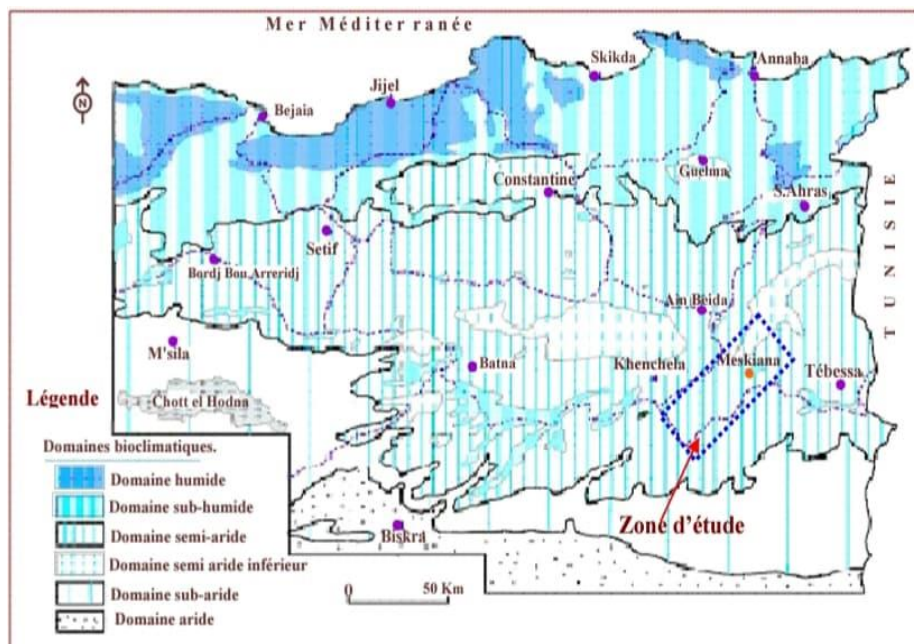 Mer Méditerranée
Skikda
Annaba
Jijel
Bejaia
N
Guelma
Constantine
S.Ahras
TUNISIE
Setif
Bordj Bou Arreridj
Ain Beida
M'sila
Batna
Khenchela
Meskiana
Tébessa
Légende
Chott el Hodna
Domaines bioclimatiques.
Domaine humide
Domaine sub-humide
Domaine semi-aride
Domaine semi aride inférieur
Domaine sub-aride
Domaine aride
Biskra
Zone d'étude
0 50 Km